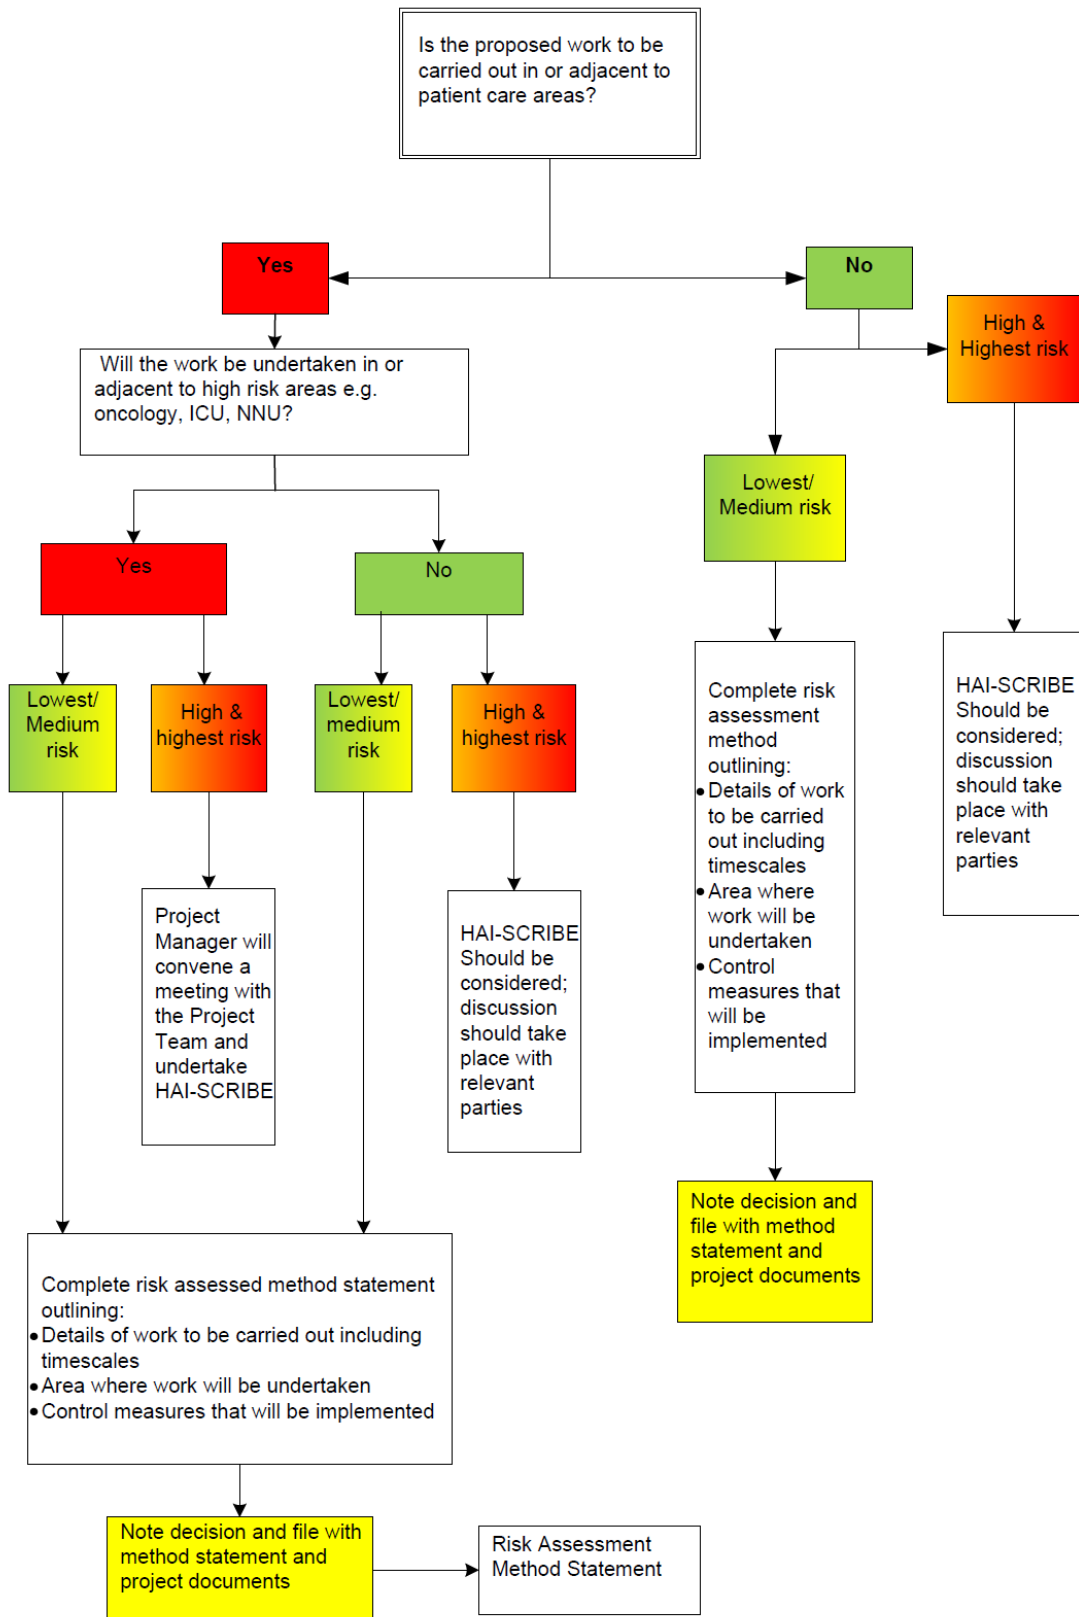 Is the proposed work to be
carried out in or adjacent to
patient care areas?
Yes
No
High &
Highest risk
Will the work be undertaken in or
adjacent to high risk areas e.g.
oncology, ICU, NNU?
Lowest/
Medium risk
Yes
No
Lowest/
Medium
risk
High &
highest risk
Lowest/
medium
risk
High &
highest risk
Complete risk
assessment
method
outlining:
• Details of work
to be carried
out including
timescales
• Area where
work will be
undertaken
• Control
measures that
will be
implemented
HAI-SCRIBE
Should be
considered;
discussion
should take
place with
relevant
parties
Project
Manager will
convene a
meeting with
the Project
Team and
undertake
HAI-SCRIBE
HAI-SCRIBE
Should be
considered;
discussion
should take
place with
relevant
parties
Note decision and
file with method
statement and
project documents
Complete risk assessed method statement
outlining:
• Details of work to be carried out including
timescales
• Area where work will be undertaken
• Control measures that will be implemented
Note decision and file with
method statement and
project documents
Risk Assessment
Method Statement